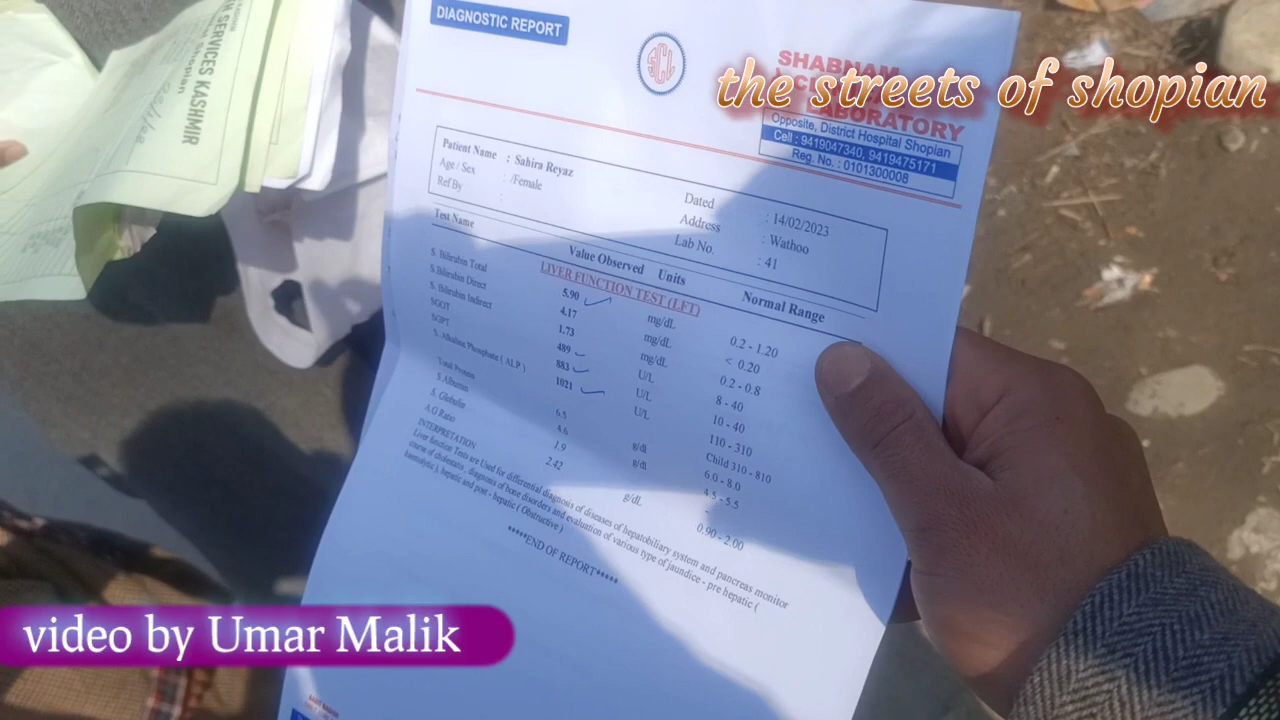 DIAGNOSTIC REPORT
SCL
SHABNAM
LABORATORY
Opposite, District Hospital Shopian
Cell : 9419047340, 9419475171
Reg. No. : 0101300008
the streets of shopian
SERVICES KASHMIR
Shopian
Patient Name : Sahira Reyaz
Age / Sex : /Female
Ref By :
Dated : 14/02/2023
Address : Wathoo
Lab No. : 41
Test Name Value Observed Units Normal Range
LIVER FUNCTION TEST (LFT)
S. Bilirubin Total 5.90 mg/dL 0.2 - 1.20
S.Bilirubin Direct 4.17 mg/dL < 0.20
S. Bilirubin Indirect 1.73 mg/dL 0.2 - 0.8
SGOT 489 U/L 8 - 40
SGPT 883 U/L 10 - 40
S. Alkaline Phosphate ( ALP ) 1021 U/L 110 - 310
Child 310 - 810
Total Protein 6.5 g/dl 6.0 - 8.0
S.Albumin 4.6 g/dl 4.5 - 5.5
S. Globulin 1.9 g/dL -
A.G Ratio 2.42 0.90 - 2.00
INTERPRETATION
Liver function Tests are Used for differential diagnosis of diseases of hepatobiliary system and pancreas monitor
course of cholestatis , diagnosis of bone disorders and evaluation of various type of jaundice - pre hepatic (
haemolytic ), hepatic and post - hepatic ( Obstructive )
*****END OF REPORT*****
video by Umar Malik